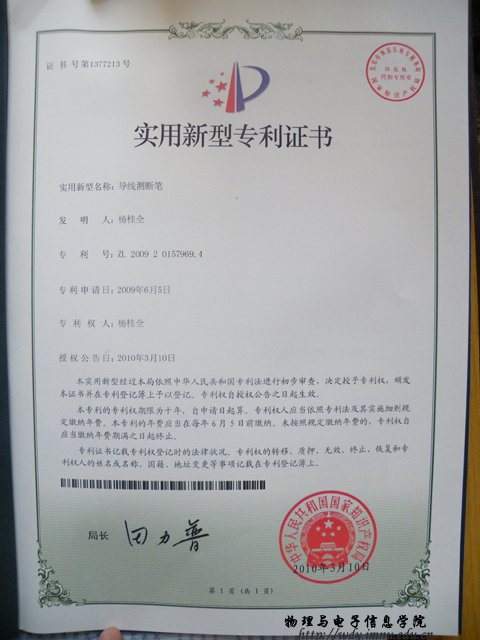 证书号第1377213号
实用新型专利证书
实用新型名称：导线测断笔
发明人：杨桂全
专利号：ZL 2009 2 0157969.4
专利申请日：2009年6月5日
专利权人：杨桂全
授权公告日：2010年3月10日
本实用新型经过本局依照中华人民共和国专利法进行初步审查，决定授予专利权，颁发
本证书并在专利登记簿上予以登记。专利权自授权公告之日起生效。
本专利的专利权期限为十年，自申请日起算。专利权人应当依照专利法及其实施细则规
定缴纳年费。本专利的年费应当在每年6月5日前缴纳。未按照规定缴纳年费的，专利权自
应当缴纳年费期满之日起终止。
专利证书记载专利权登记时的法律状况。专利权的转移、质押、无效、终止、恢复和专
利权人的姓名或名称、国籍、地址变更等事项记载在专利登记簿上。
局长
田力普
中华人民共和国国家知识产权局
2010年3月10日
第1页（共1页）
物理与电子信息学院